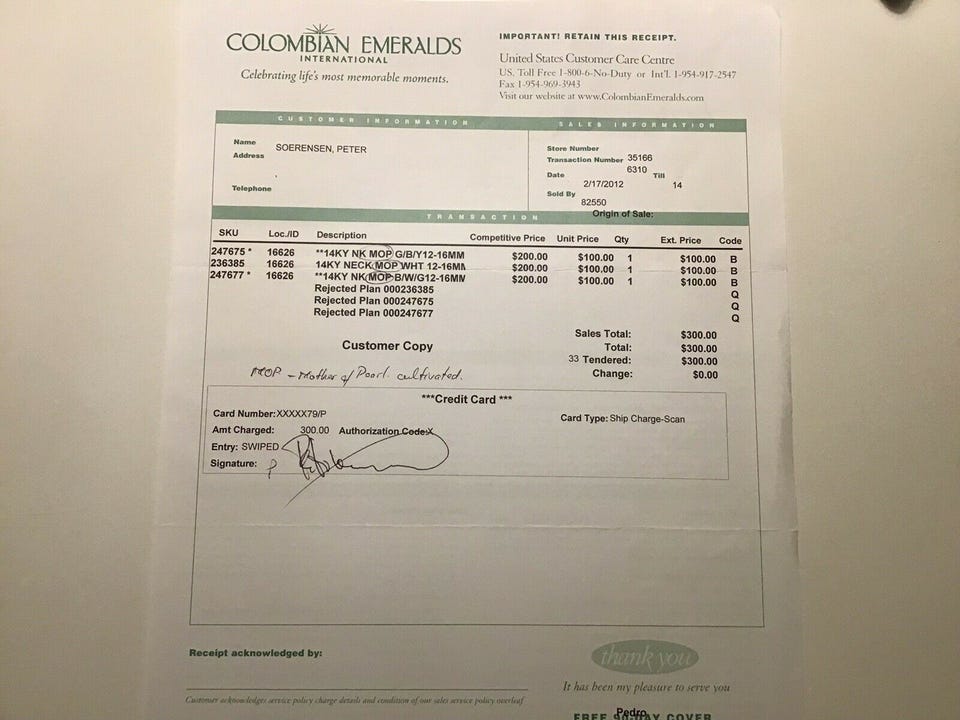 COLOMBIAN EMERALDS
INTERNATIONAL
Celebrating life's most memorable moments.
IMPORTANT! RETAIN THIS RECEIPT.
United States Customer Care Centre
US. Toll Free 1-800-6-No-Duty or Int'l. 1-954-917-2547
Fax 1-954-969-3943
Visit our website at www.ColombianEmeralds.com
CUSTOMER INFORMATION
Name SOERENSEN, PETER
Address
Telephone
SALES INFORMATION
Store Number 35166
Transaction Number 6310
Date 2/17/2012 Till 14
Sold By 82550
Origin of Sale:
TRANSACTION
SKU Loc./ID Description Competitive Price Unit Price Qty Ext. Price Code
247675 * 16626 **14KY NK MOP G/B/Y12-16MM $200.00 $100.00 1 $100.00 B
236385 16626 14KY NECK MOP WHT 12-16MM $200.00 $100.00 1 $100.00 B
247677 * 16626 **14KY NK MOP B/W/G12-16MM $200.00 $100.00 1 $100.00 B
Rejected Plan 000236385 Q
Rejected Plan 000247675 Q
Rejected Plan 000247677 Q
Sales Total: $300.00
Total: $300.00
33 Tendered: $300.00
Change: $0.00
Customer Copy
MOP - Mother of Pearl. cultivated.
***Credit Card ***
Card Number:XXXXX79/P Card Type: Ship Charge-Scan
Amt Charged: 300.00 Authorization Code:X
Entry: SWIPED
Signature:
Receipt acknowledged by:
Customer acknowledges service policy charge details and condition of our sales service policy overleaf
thank you
It has been my pleasure to serve you
Pedro
FREE 90-DAY COVER